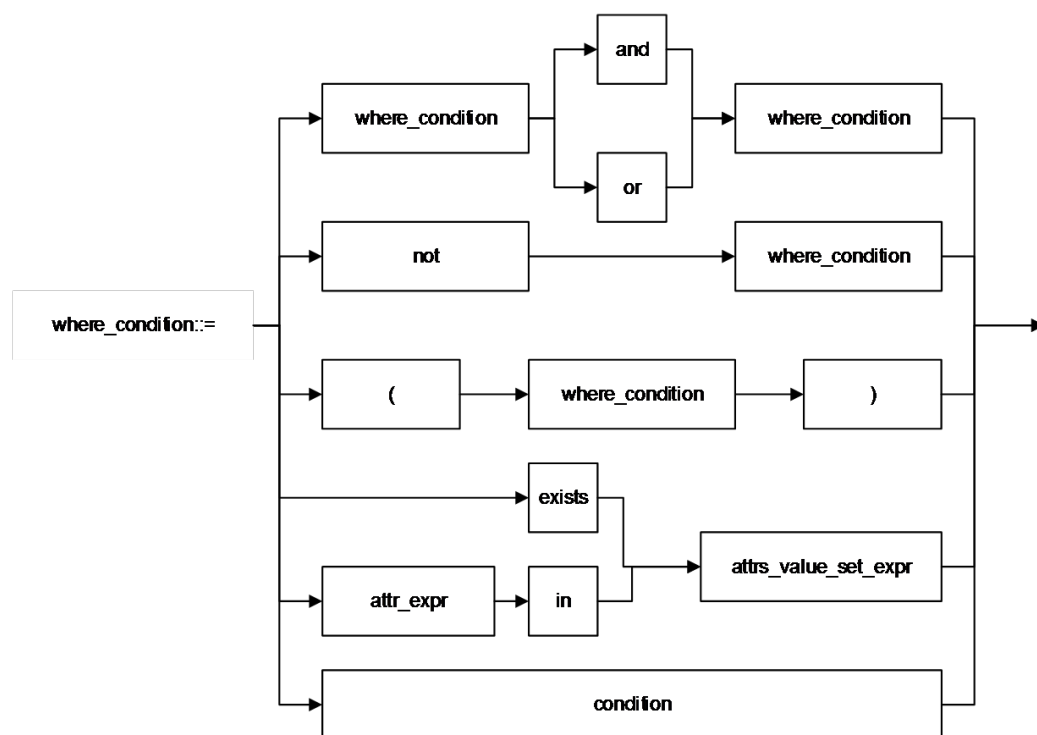 and
where_condition
where_condition
or
not
where_condition
where_condition::=
(
where_condition
)
exists
attrs_value_set_expr
attr_expr
in
condition